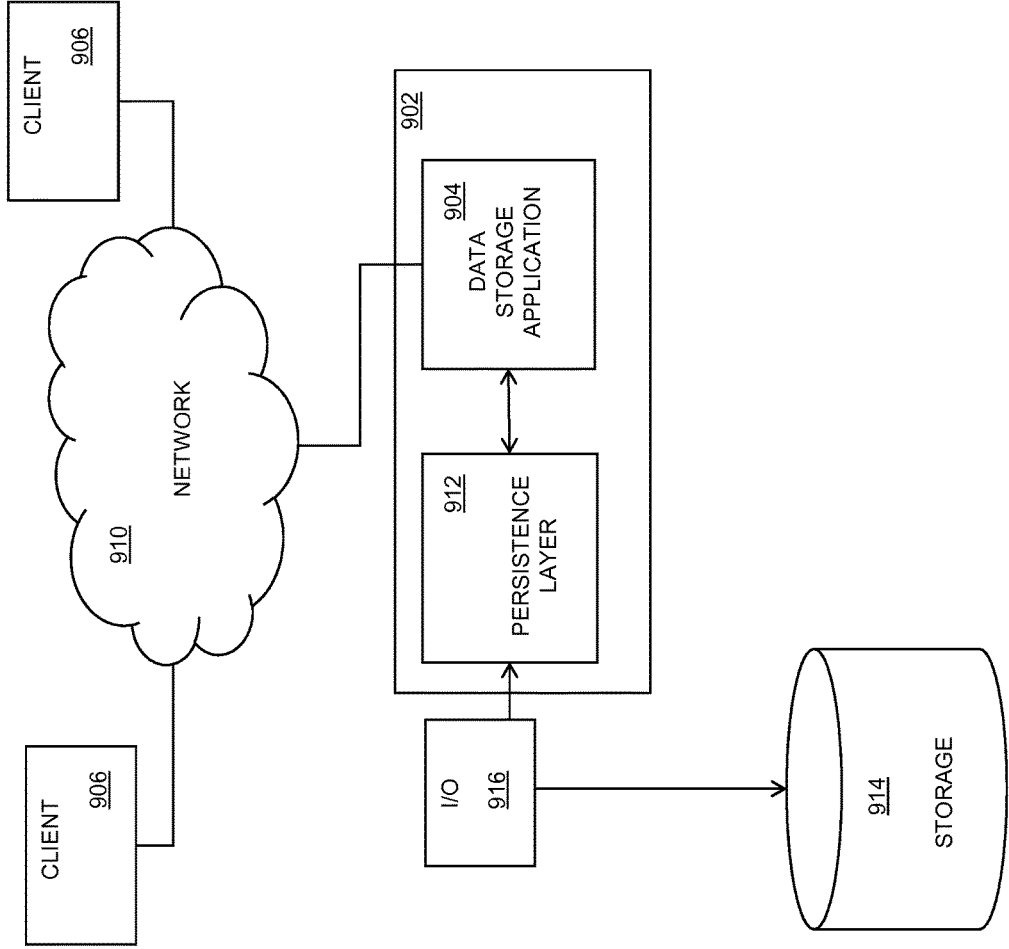 CLIENT
906
CLIENT
906
910
NETWORK
902
912
PERSISTENCE
LAYER
904
DATA
STORAGE
APPLICATION
I/O
916
914
STORAGE